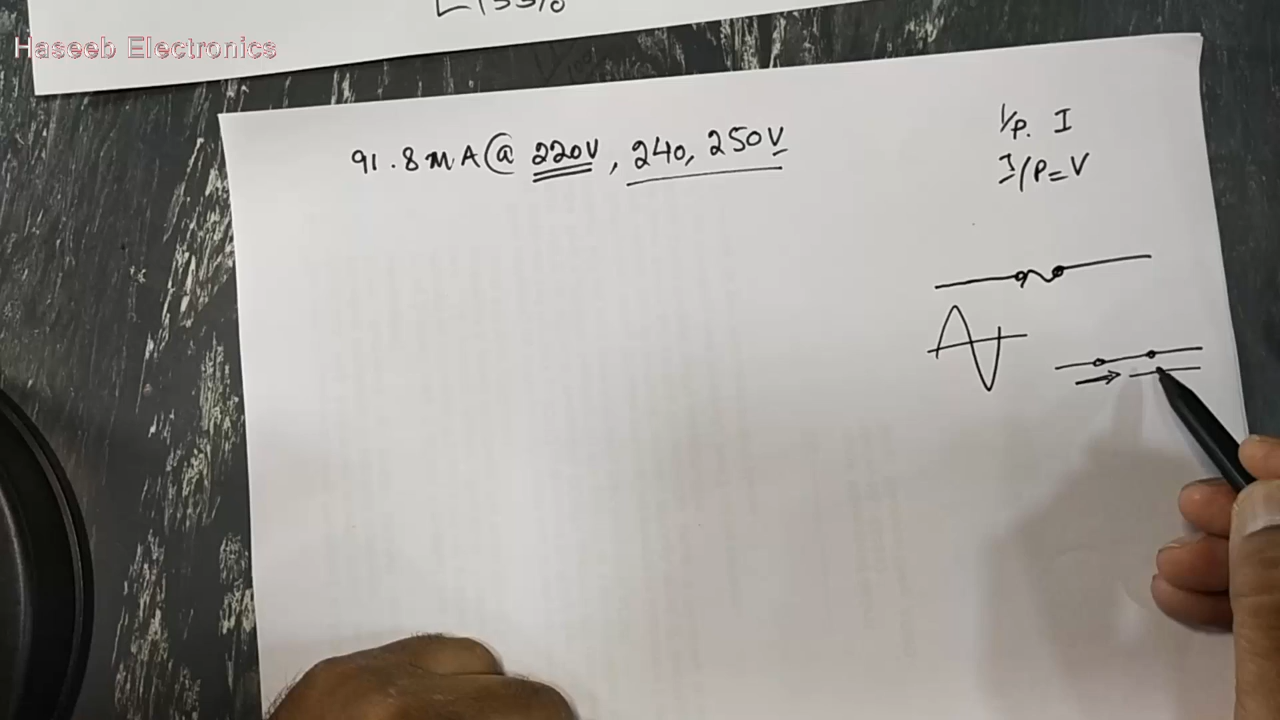 Haseeb Electronics
91.8mA@ 220V, 240, 250V
I/P. I
I/P=V